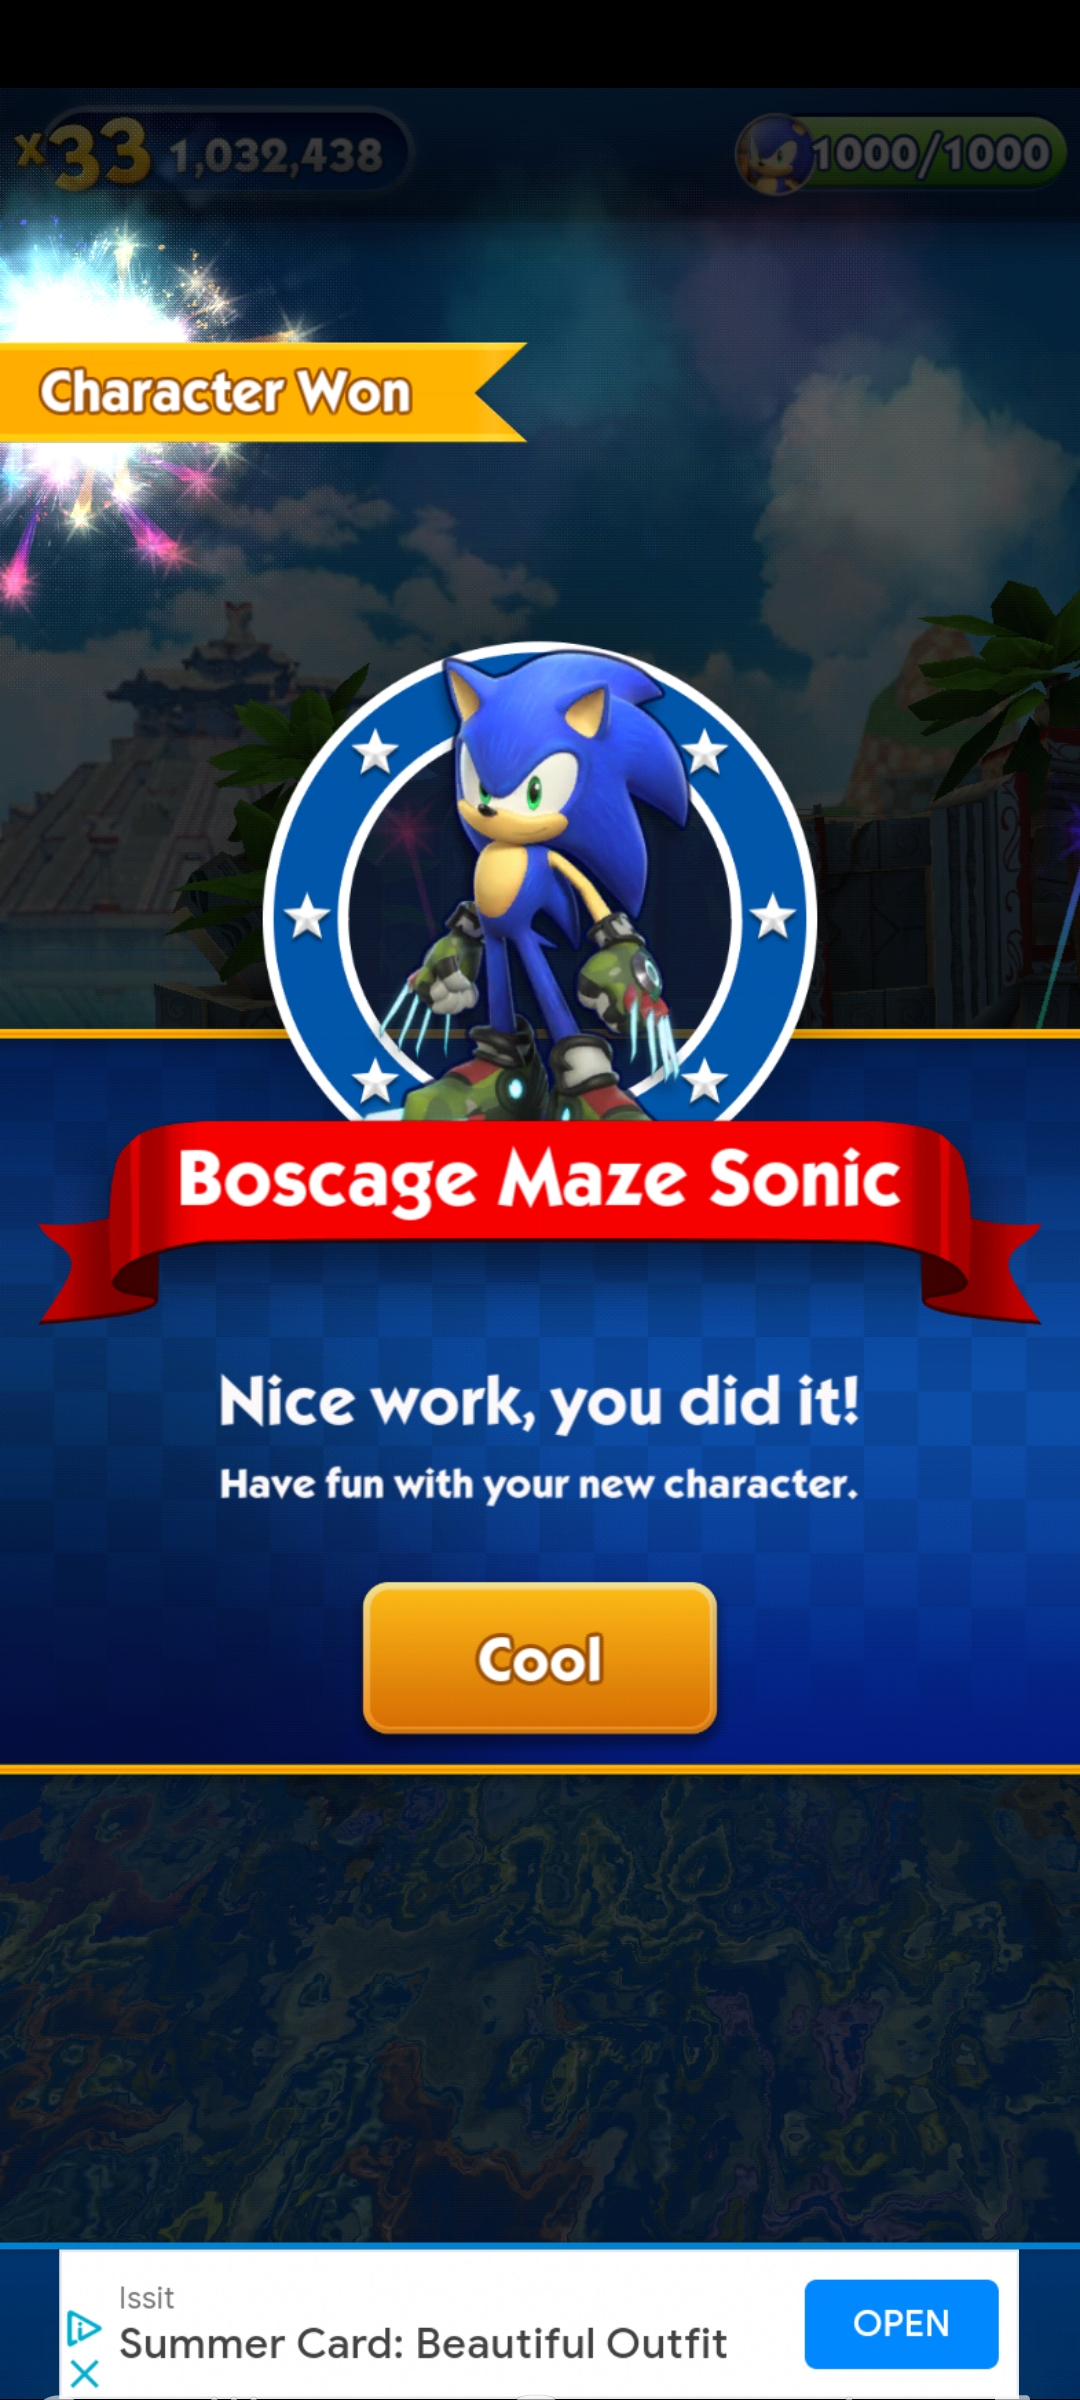 x33 1,032,438
1000/1000
Character Won
Boscage Maze Sonic
Nice work, you did it!
Have fun with your new character.
Cool
Issit
Summer Card: Beautiful Outfit
OPEN